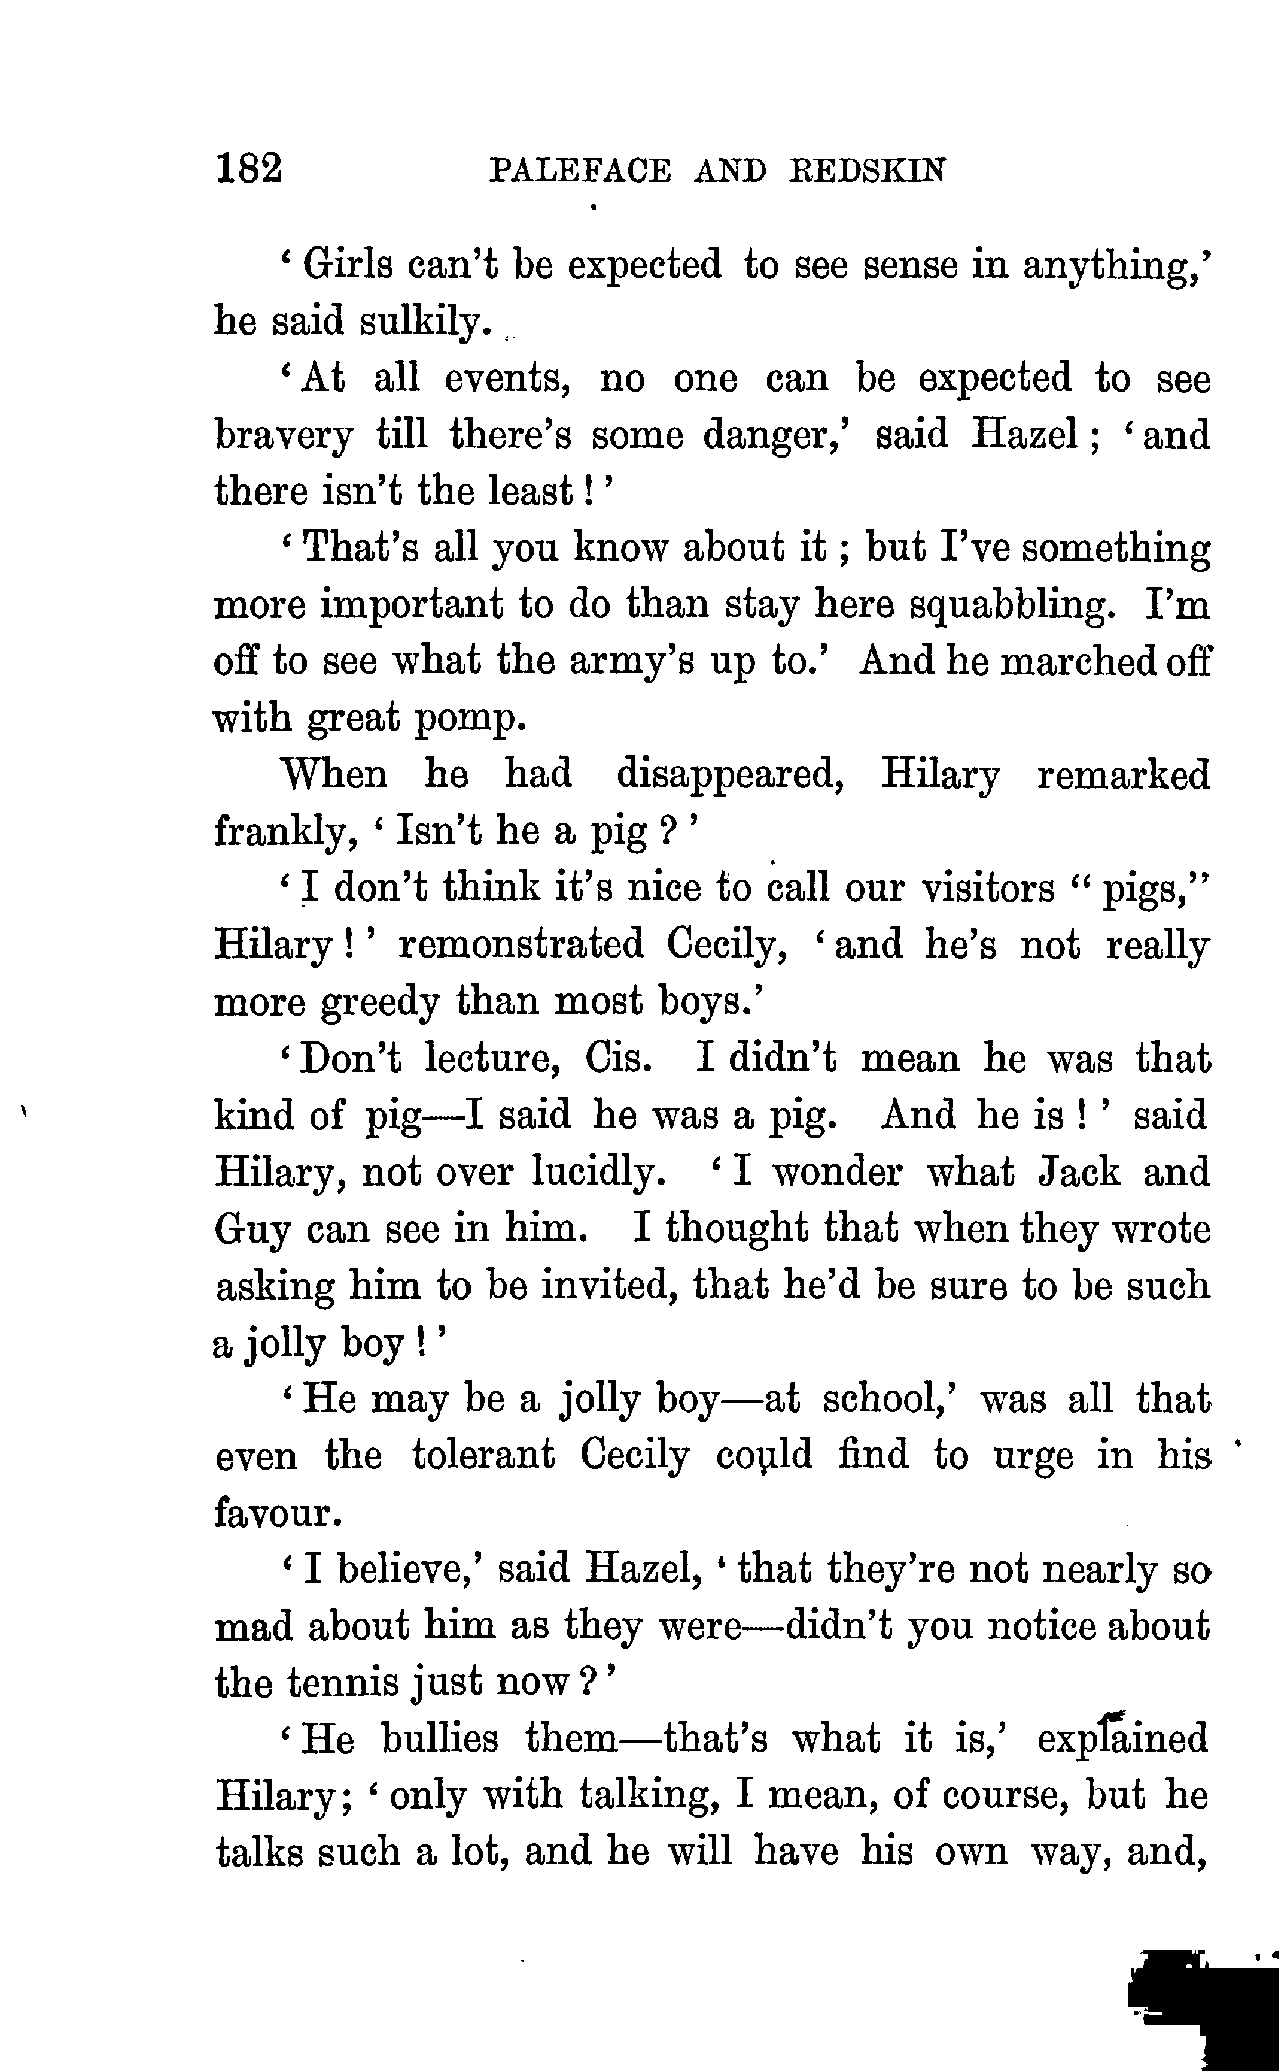 182 PALEFACE AND REDSKIN
‘ Girls can’t be expected to see sense in anything,’
he said sulkily.
‘ At all events, no one can be expected to see
bravery till there’s some danger,’ said Hazel ; ‘ and
there isn’t the least ! ’
‘ That’s all you know about it ; but I’ve something
more important to do than stay here squabbling. I’m
off to see what the army’s up to.’ And he marched off
with great pomp.
When he had disappeared, Hilary remarked
frankly, ‘ Isn’t he a pig ? ’
‘ I don’t think it’s nice to call our visitors “ pigs,”
Hilary ! ’ remonstrated Cecily, ‘ and he’s not really
more greedy than most boys.’
‘ Don’t lecture, Cis. I didn’t mean he was that
kind of pig—I said he was a pig. And he is ! ’ said
Hilary, not over lucidly. ‘ I wonder what Jack and
Guy can see in him. I thought that when they wrote
asking him to be invited, that he’d be sure to be such
a jolly boy ! ’
‘ He may be a jolly boy—at school,’ was all that
even the tolerant Cecily could find to urge in his
favour.
‘ I believe,’ said Hazel, ‘ that they’re not nearly so
mad about him as they were—didn’t you notice about
the tennis just now ? ’
‘ He bullies them—that’s what it is,’ explained
Hilary; ‘ only with talking, I mean, of course, but he
talks such a lot, and he will have his own way, and,